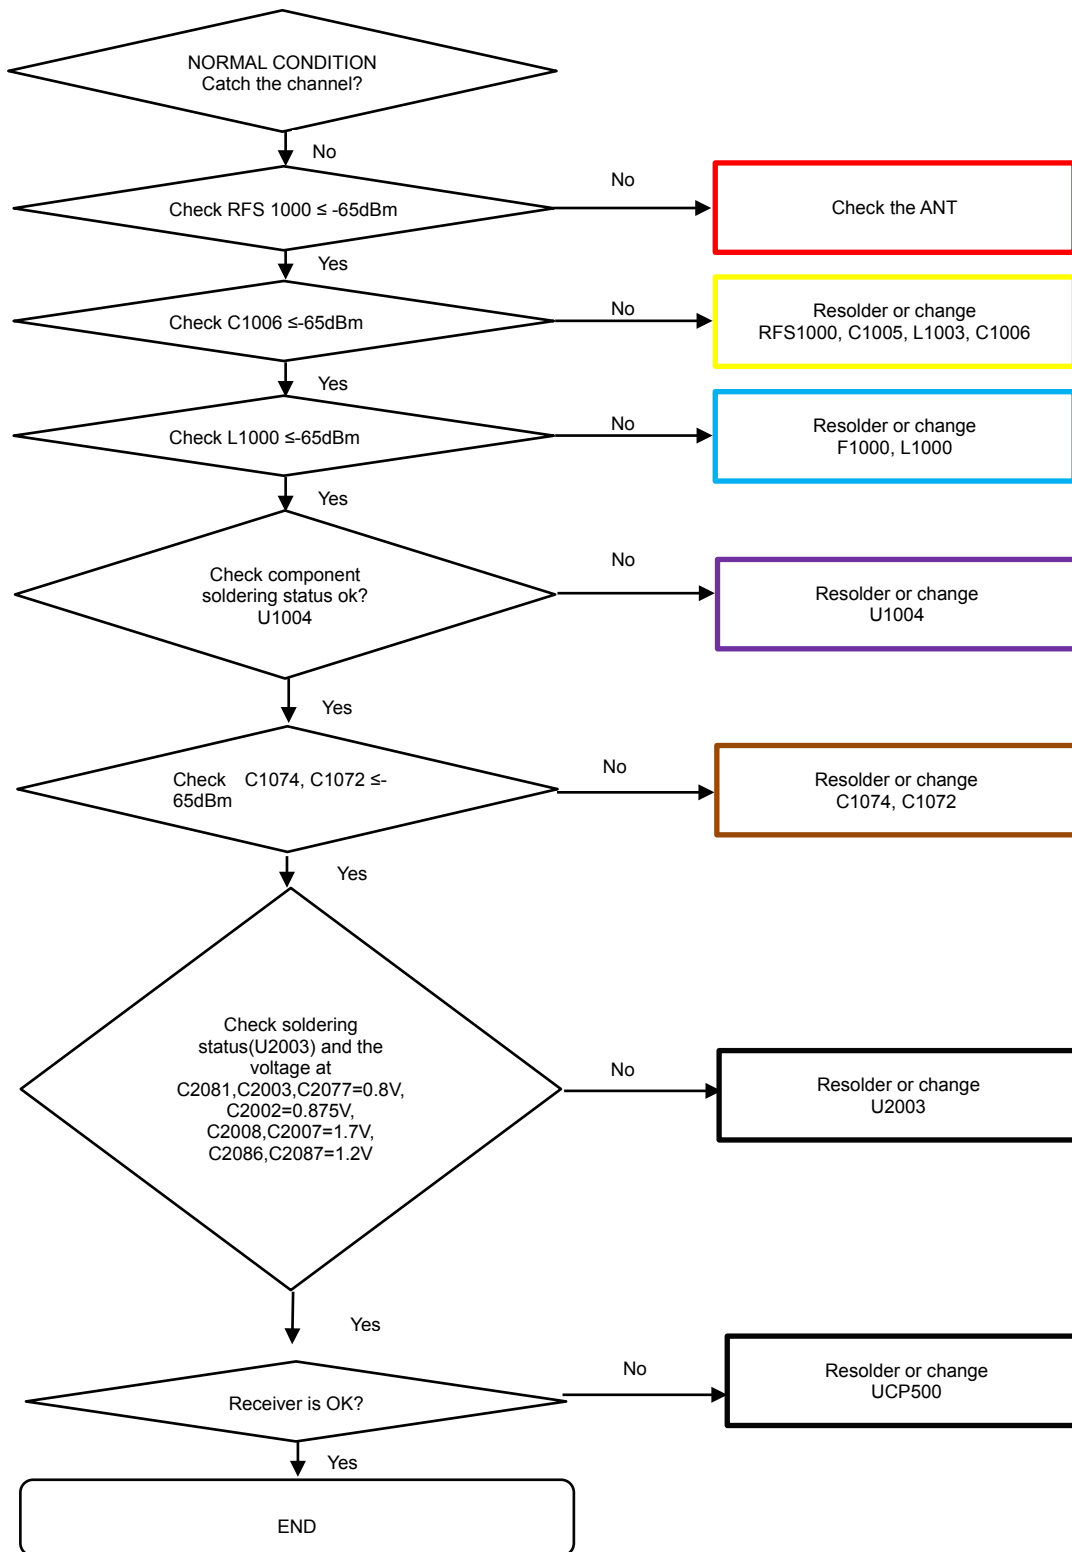 NORMAL CONDITION
Catch the channel?
No
Check RFS 1000 ≤ -65dBm
No
Check the ANT
Yes
Check C1006 ≤-65dBm
No
Resolder or change
RFS1000, C1005, L1003, C1006
Yes
Check L1000 ≤-65dBm
No
Resolder or change
F1000, L1000
Yes
Check component
soldering status ok?
U1004
No
Resolder or change
U1004
Yes
Check C1074, C1072 ≤-
65dBm
No
Resolder or change
C1074, C1072
Yes
Check soldering
status(U2003) and the
voltage at
C2081,C2003,C2077=0.8V,
C2002=0.875V,
C2008,C2007=1.7V,
C2086,C2087=1.2V
No
Resolder or change
U2003
Yes
Receiver is OK?
No
Resolder or change
UCP500
Yes
END